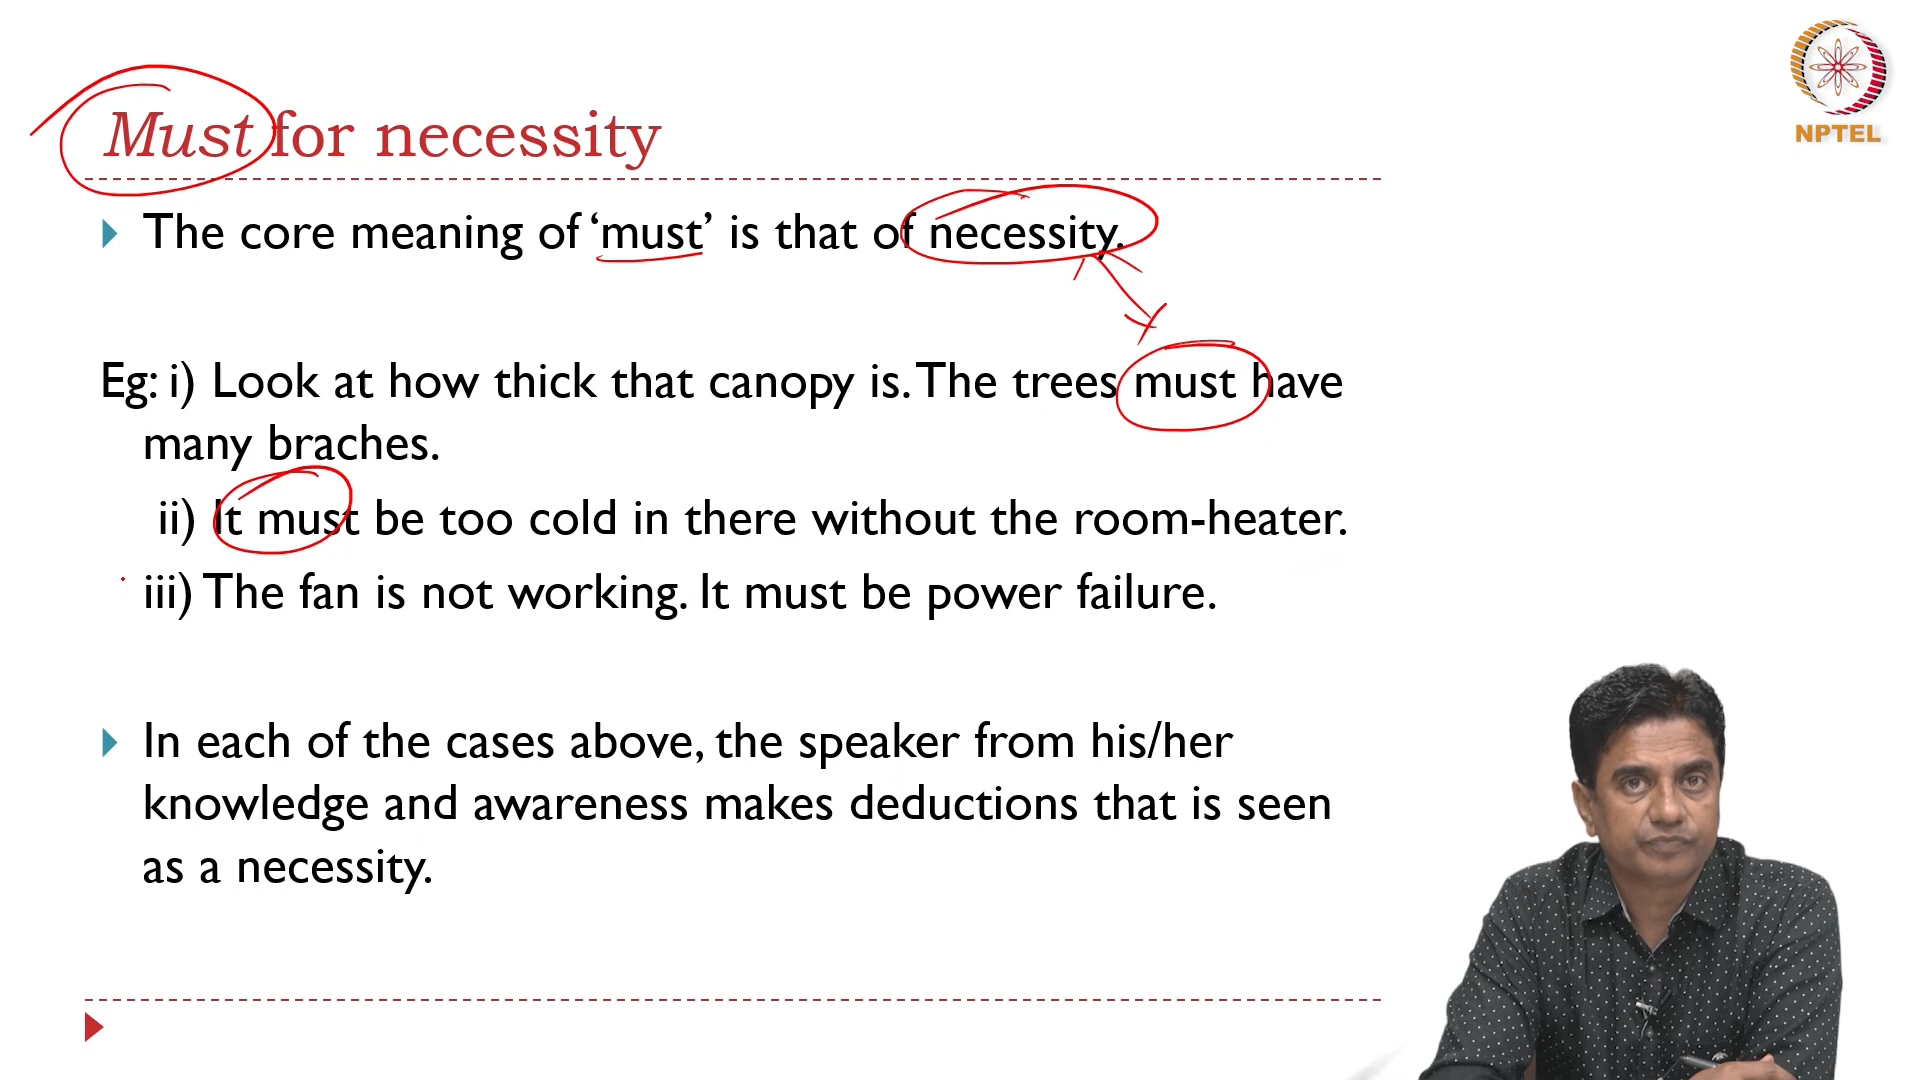 NPTEL
Must for necessity
The core meaning of ‘must’ is that of necessity.
Eg: i) Look at how thick that canopy is. The trees must have
many braches.
ii) It must be too cold in there without the room-heater.
iii) The fan is not working. It must be power failure.
In each of the cases above, the speaker from his/her
knowledge and awareness makes deductions that is seen
as a necessity.